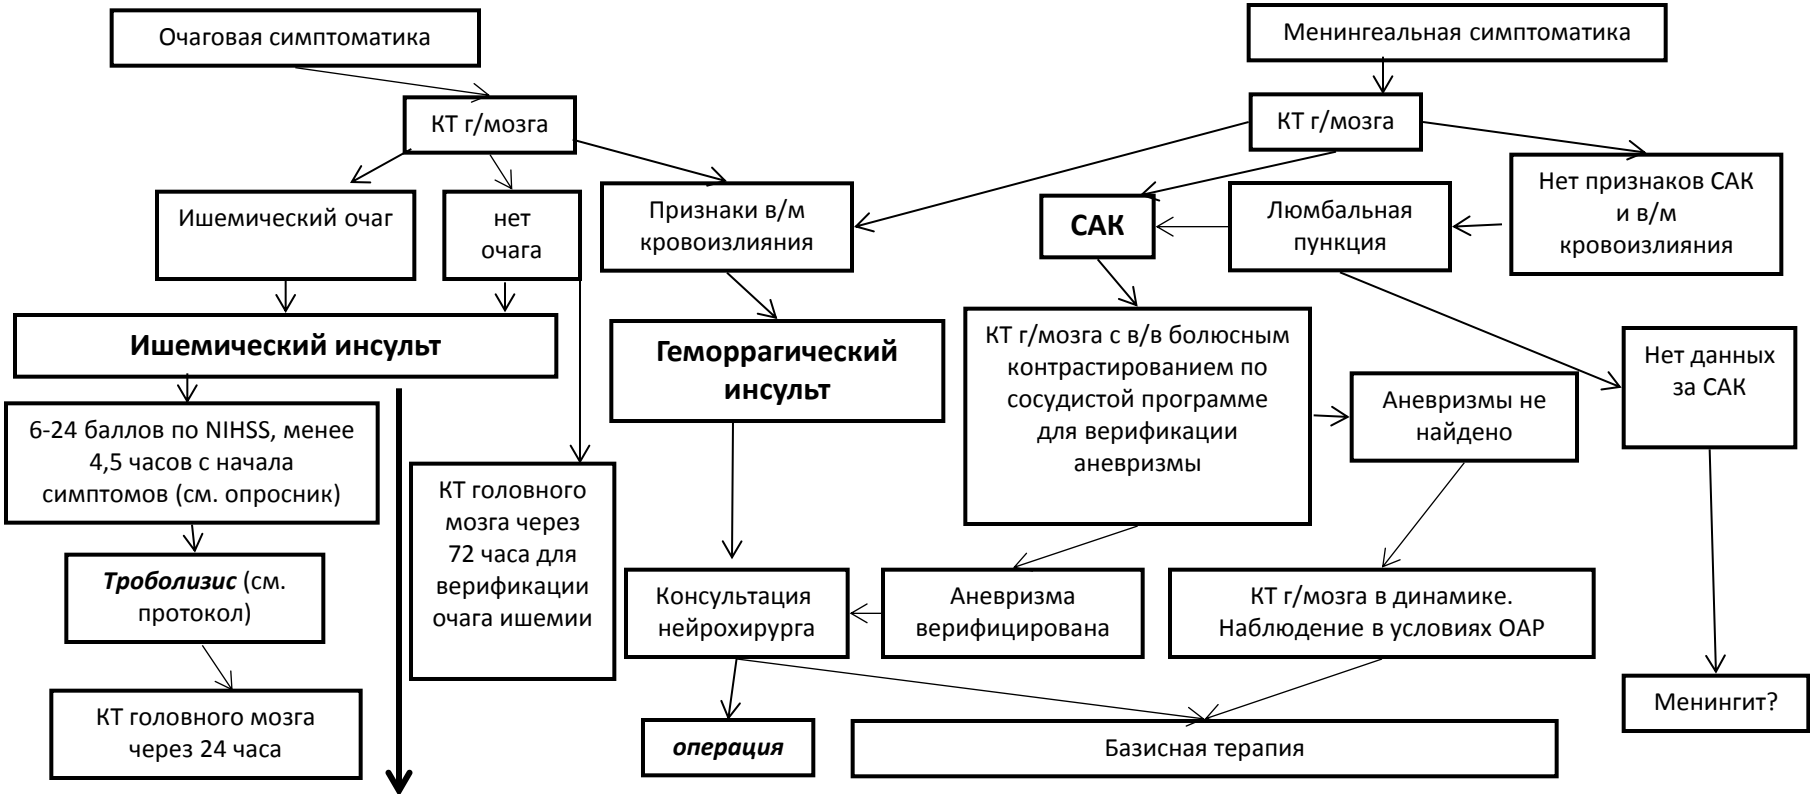 Очаговая симптоматика
Менингеальная симптоматика
КТ г/мозга
КТ г/мозга
Ишемический очаг
нет
очага
Признаки в/м
кровоизлияния
САК
Люмбальная
пункция
Нет признаков САК
и в/м
кровоизлияния
Ишемический инсульт
Геморрагический
инсульт
КТ г/мозга с в/в болюсным
контрастированием по
сосудистой программе
для верификации
аневризмы
Аневризмы не
найдено
Нет данных
за САК
6-24 баллов по NIHSS, менее
4,5 часов с начала
симптомов (см. опросник)
КТ головного
мозга через
72 часа для
верификации
очага ишемии
Троболизис (см.
протокол)
Консультация
нейрохирурга
Аневризма
верифицирована
КТ г/мозга в динамике.
Наблюдение в условиях ОАР
КТ головного мозга
через 24 часа
операция
Базисная терапия
Менингит?